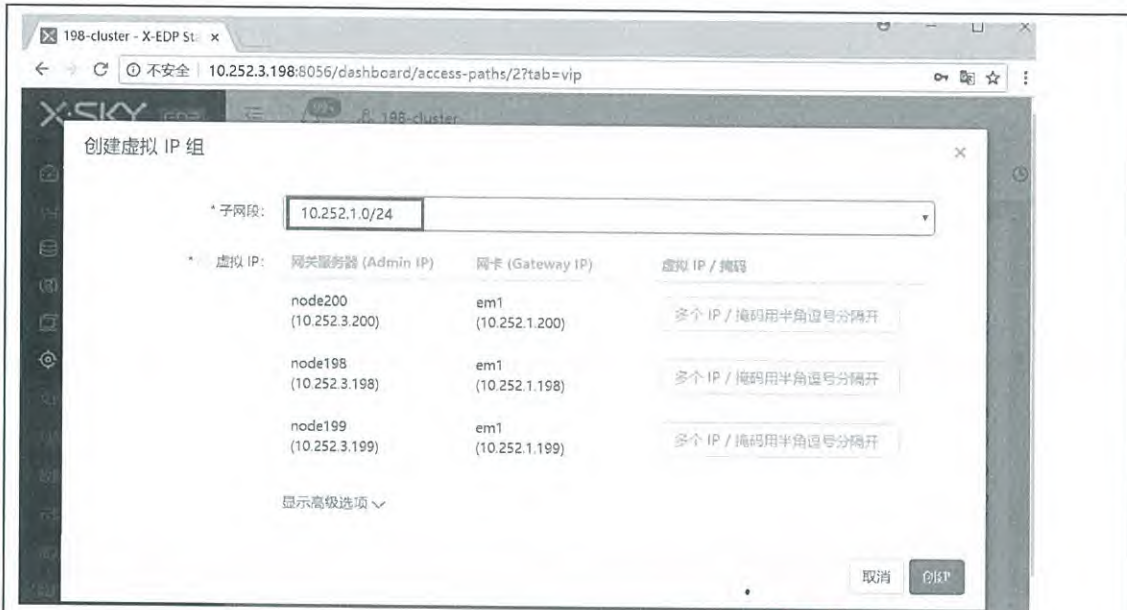 198-cluster - X-EDP St
不安全 10.252.3.198:8056/dashboard/access-paths/2?tab=vip
X-SKY EDP 99+ 198-cluster
创建虚拟 IP 组
* 子网段: 10.252.1.0/24
* 虚拟 IP: 网关服务器 (Admin IP) 网卡 (Gateway IP) 虚拟 IP / 掩码
node200 em1
(10.252.3.200) (10.252.1.200) 多个 IP / 掩码用半角逗号分隔开
node198 em1
(10.252.3.198) (10.252.1.198) 多个 IP / 掩码用半角逗号分隔开
node199 em1
(10.252.3.199) (10.252.1.199) 多个 IP / 掩码用半角逗号分隔开
显示高级选项
取消 创建